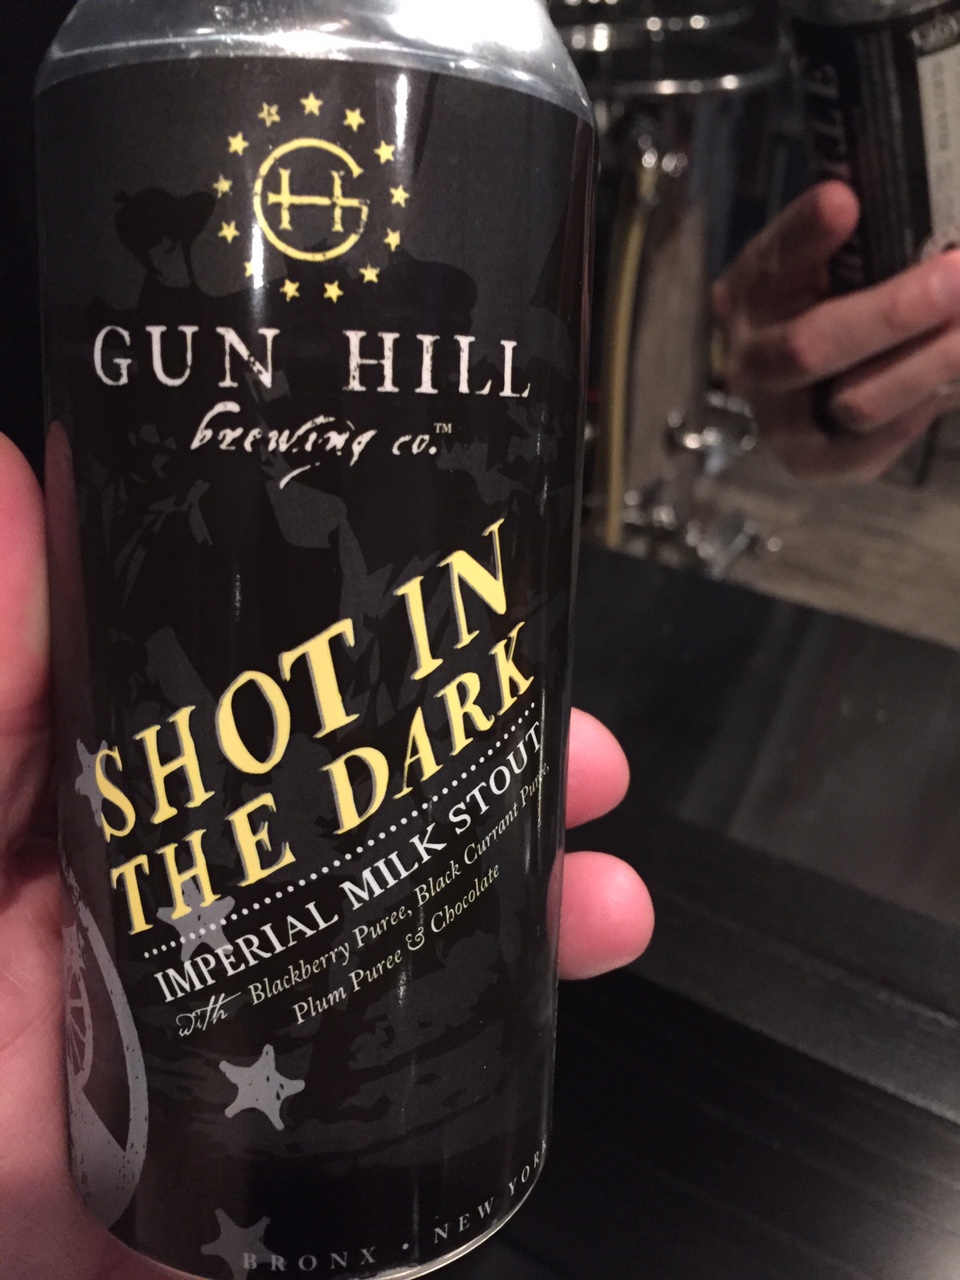 GH
GUN HILL
brewing co.™
SHOT IN
THE DARK
IMPERIAL MILK STOUT
with Blackberry Puree, Black Currant Puree,
Plum Puree & Chocolate
BRONX • NEW YORK